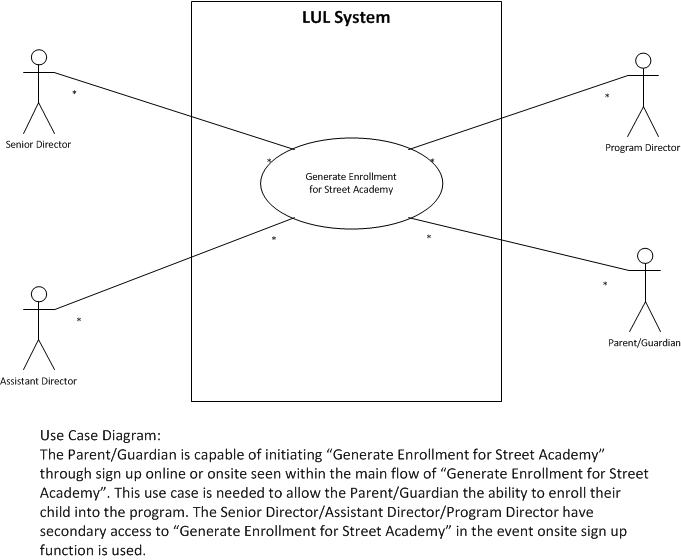 LUL System
*
*
Senior Director
*
*
Program Director
Generate Enrollment
for Street Academy
*
*
Assistant Director
*
*
Parent/Guardian
Use Case Diagram:
The Parent/Guardian is capable of initiating “Generate Enrollment for Street Academy”
through sign up online or onsite seen within the main flow of “Generate Enrollment for Street
Academy”. This use case is needed to allow the Parent/Guardian the ability to enroll their
child into the program. The Senior Director/Assistant Director/Program Director have
secondary access to “Generate Enrollment for Street Academy” in the event onsite sign up
function is used.